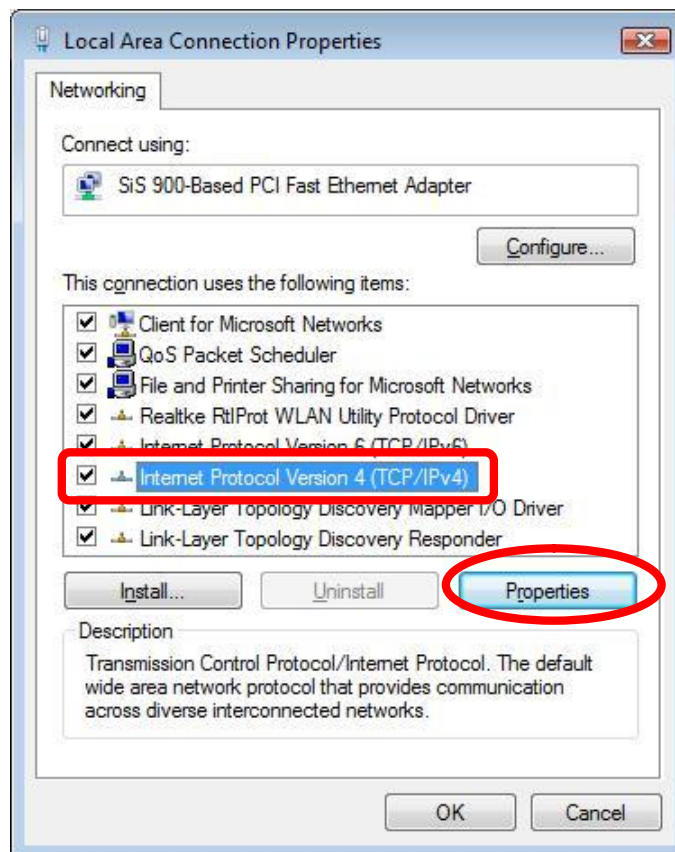 Local Area Connection Properties
Networking
Connect using:
SiS 900-Based PCI Fast Ethernet Adapter
Configure...
This connection uses the following items:
Client for Microsoft Networks
QoS Packet Scheduler
File and Printer Sharing for Microsoft Networks
Realtke RtlProt WLAN Utility Protocol Driver
Internet Protocol Version 6 (TCP/IPv6)
Internet Protocol Version 4 (TCP/IPv4)
Link-Layer Topology Discovery Mapper I/O Driver
Link-Layer Topology Discovery Responder
Install...
Uninstall
Properties
Description
Transmission Control Protocol/Internet Protocol. The default
wide area network protocol that provides communication
across diverse interconnected networks.
OK
Cancel